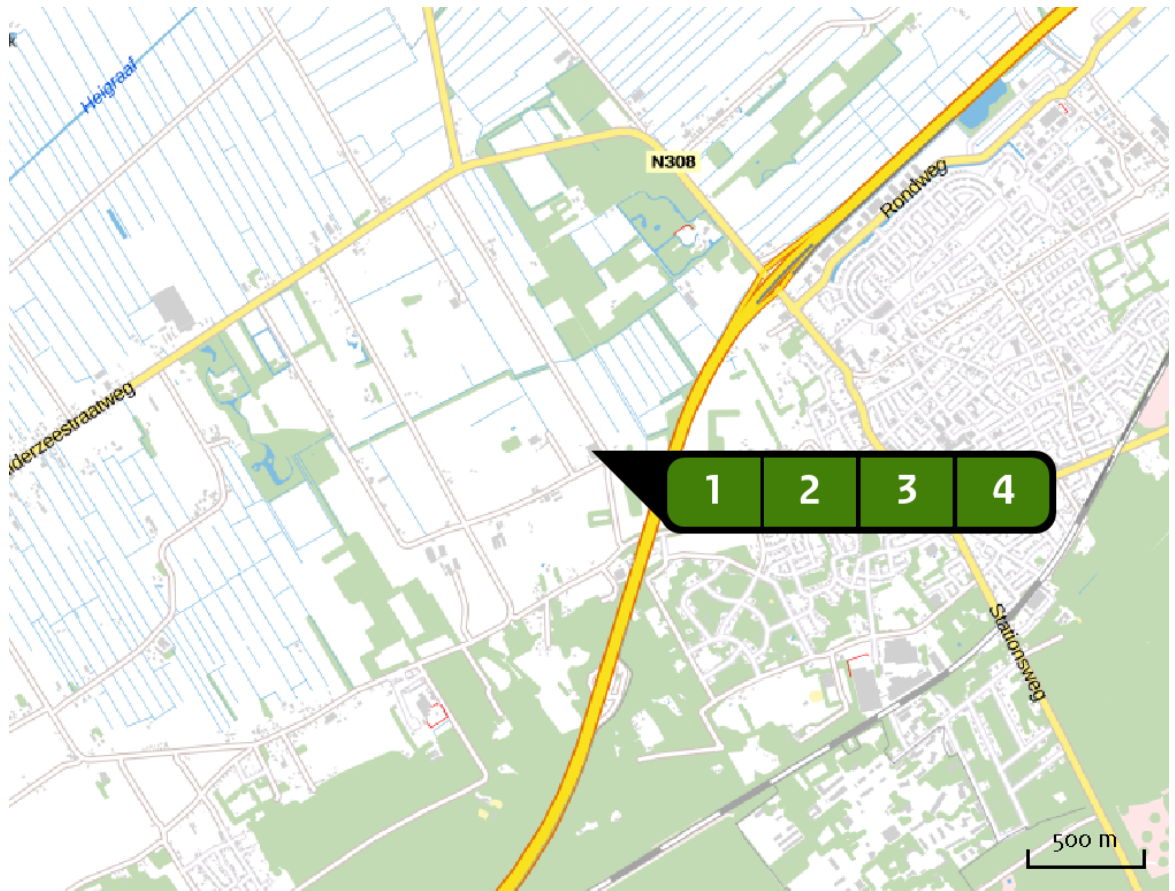 k
Heigraaf
N308
Rondweg
derzeestraatweg
1 2 3 4
Stationsweg
500 m